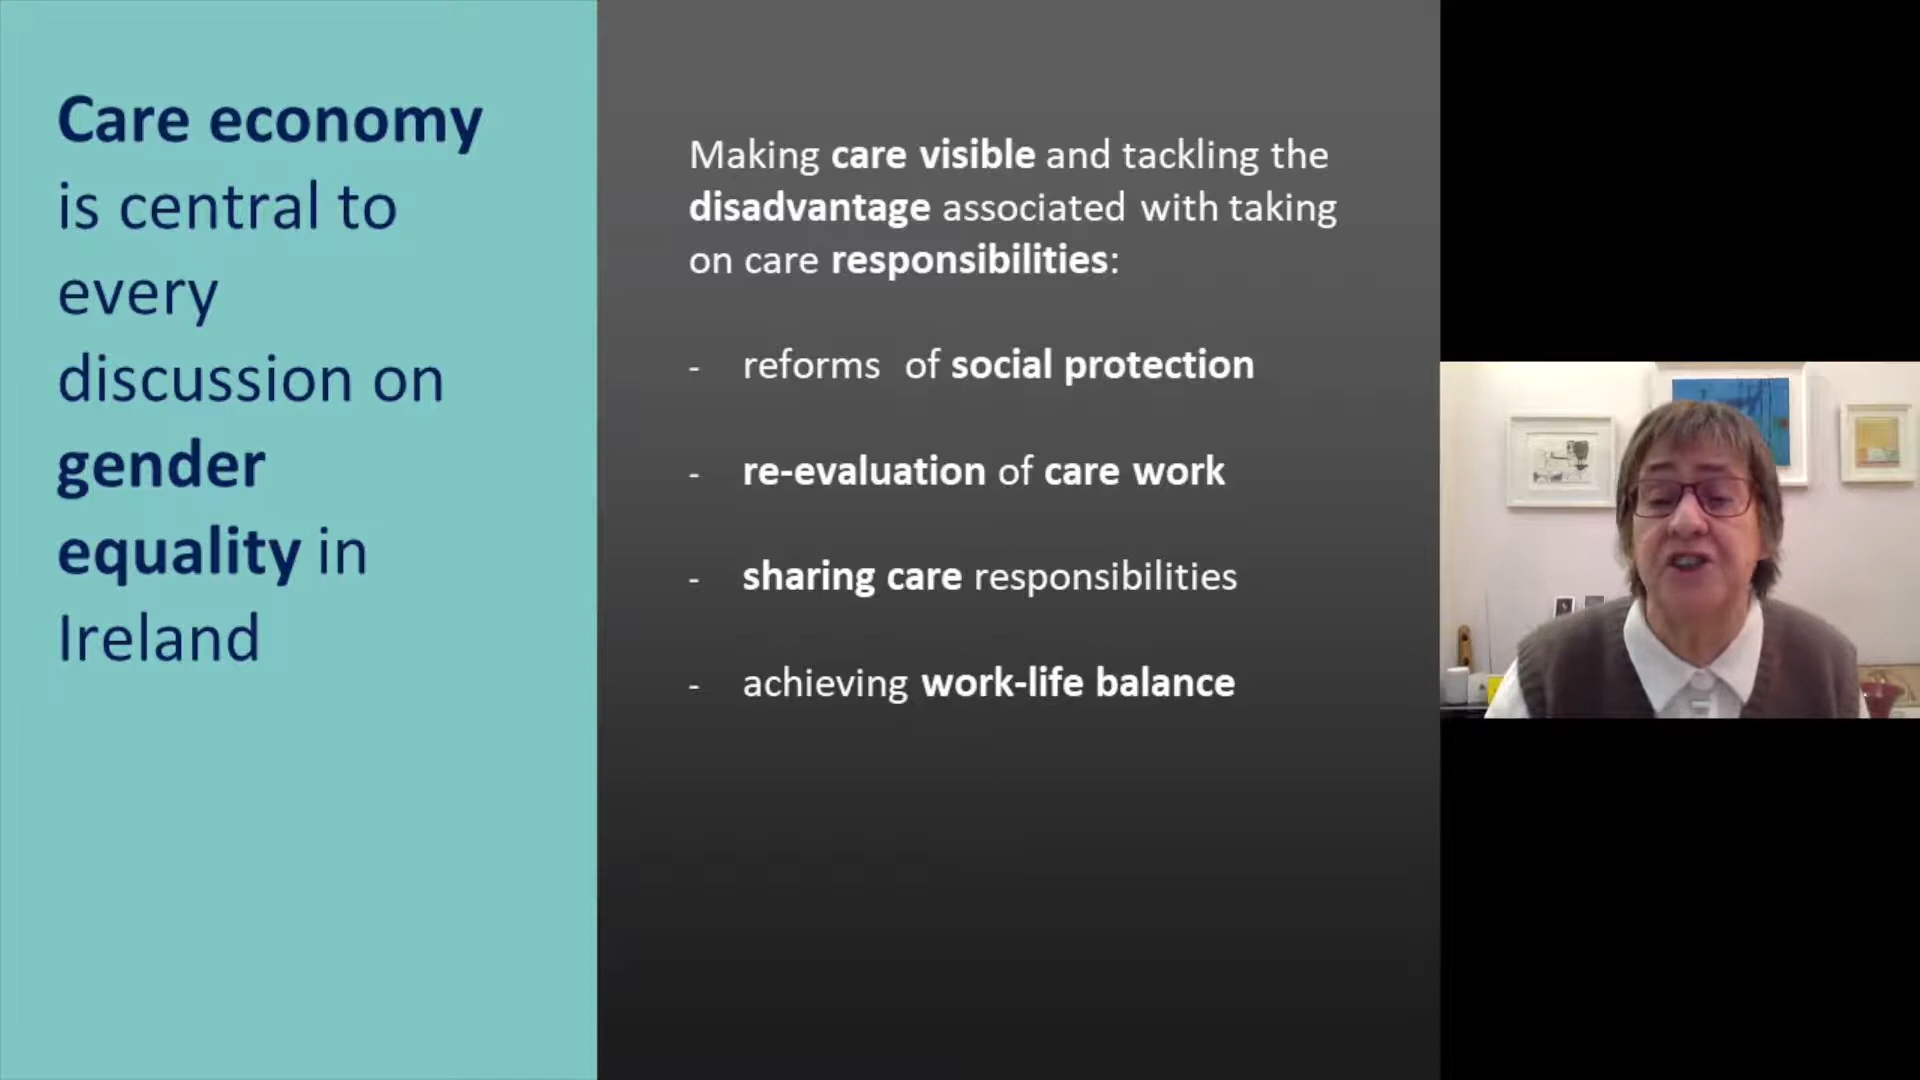 Care economy
is central to
every
discussion on
gender
equality in
Ireland
Making care visible and tackling the
disadvantage associated with taking
on care responsibilities:
- reforms of social protection
- re-evaluation of care work
- sharing care responsibilities
- achieving work-life balance